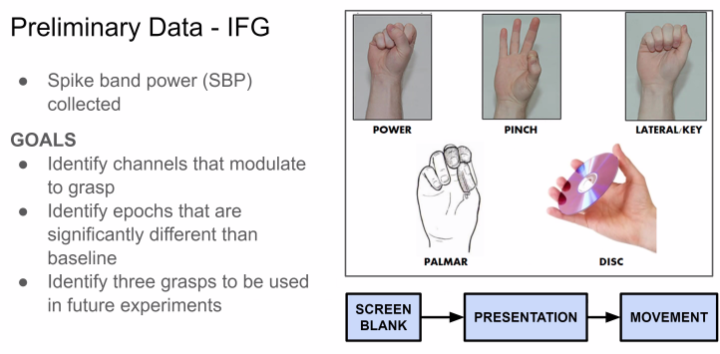 Preliminary Data - IFG
● Spike band power (SBP)
collected
GOALS
● Identify channels that modulate
to grasp
● Identify epochs that are
significantly different than
baseline
● Identify three grasps to be used
in future experiments
POWER
PINCH
LATERAL/KEY
PALMAR
DISC
SCREEN
BLANK
PRESENTATION
MOVEMENT